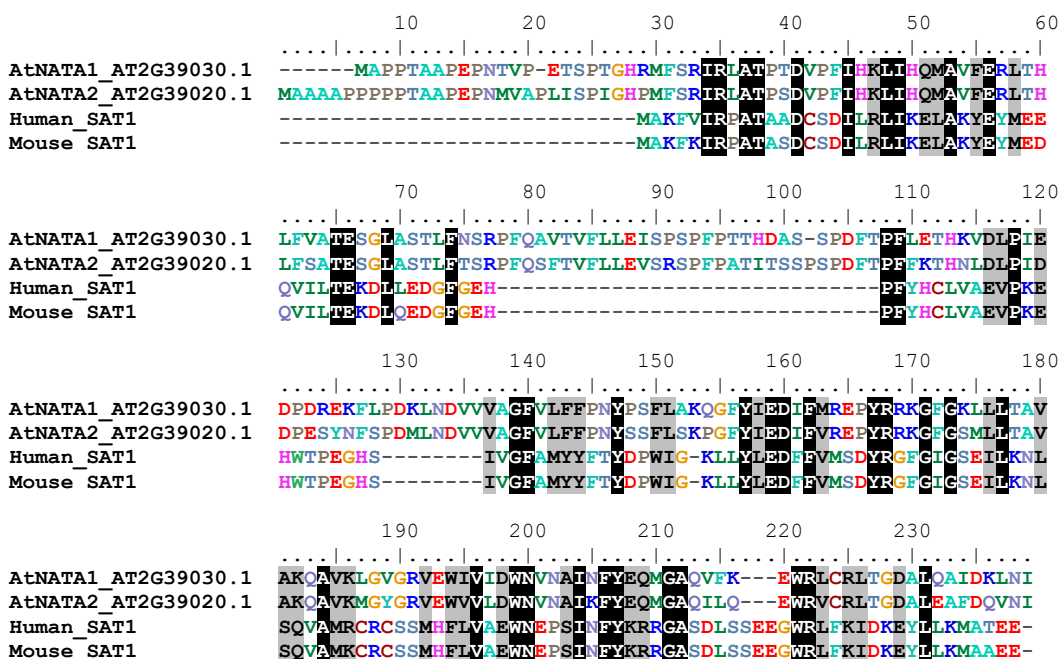 10 20 30 40 50 60
....|....|....|....|....|....|....|....|....|....|....|....|
AtNATA1_AT2G39030.1 ------MAPPTAAPEPNTVP-ETSPTGHRMFSRIRLATPTDVPFIHKLIHQMAVFERLTH
AtNATA2_AT2G39020.1 MAAAAPPPPPTAAPEPNMVAPLISPIGHPMFSRIRLATPSDVPFIHKLIHQMAVFERLTH
Human_SAT1 ----------------------------MAKFVIRPATAADCSDILRLIKELAKYEYMEE
Mouse SAT1 ----------------------------MAKFKIRPATASDCSDILRLIKELAKYEYMED
70 80 90 100 110 120
....|....|....|....|....|....|....|....|....|....|....|....|
AtNATA1_AT2G39030.1 LFVATESGLASTLFNSRPFQAVTVFLLEISPSPFPTTHDAS-SPDFTPFLETHKVDLPIE
AtNATA2_AT2G39020.1 LFSATESGLASTLFTSRPFQSFTVFLLEVSRSPFPATITSSPSPDFTPFFKTHNLDLPID
Human_SAT1 QVILTEKDLLEDGFGEH------------------------------PFYHCLVAEVPKE
Mouse SAT1 QVILTEKDLQEDGFGEH------------------------------PFYHCLVAEVPKE
130 140 150 160 170 180
....|....|....|....|....|....|....|....|....|....|....|....|
AtNATA1_AT2G39030.1 DPDREKFLPDKLNDVVVAGFVLFFPNYPSFLAKQGFYIEDIFMREPYRRKGFGKLLLTAV
AtNATA2_AT2G39020.1 DPESYNFSPDMLNDVVVAGFVLFFPNYSSFLSKPGFYIEDIFVREPYRRKGFGSMLLTAV
Human_SAT1 HWTPEGHS--------IVGFAMYYFTYDPWIG-KLLYLEDFFVMSDYRGFGIGSEILKNL
Mouse SAT1 HWTPEGHS--------IVGFAMYYFTYDPWIG-KLLYLEDFFVMSDYRGFGIGSEILKNL
190 200 210 220 230
....|....|....|....|....|....|....|....|....|....|....|....
AtNATA1_AT2G39030.1 AKQAVKLGVGRVEWIVIDWNVNAINFYEQMGAQVFK---EWRLCRLTGDALQAIDKLNI
AtNATA2_AT2G39020.1 AKQAVKMGYGRVEWVVLDWNVNAIKFYEQMGAQILQ---EWRVCRLTGDALEAFDQVNI
Human_SAT1 SQVAMRCRCSSMHFLVAEWNEPSINFYKRRGASDLSSEEGWRLFKIDKEYLLKMATEE-
Mouse SAT1 SQVAMKCRCSSMHFLVAEWNEPSINFYKRRGASDLSSEEGWRLFKIDKEYLLKMAAEE-